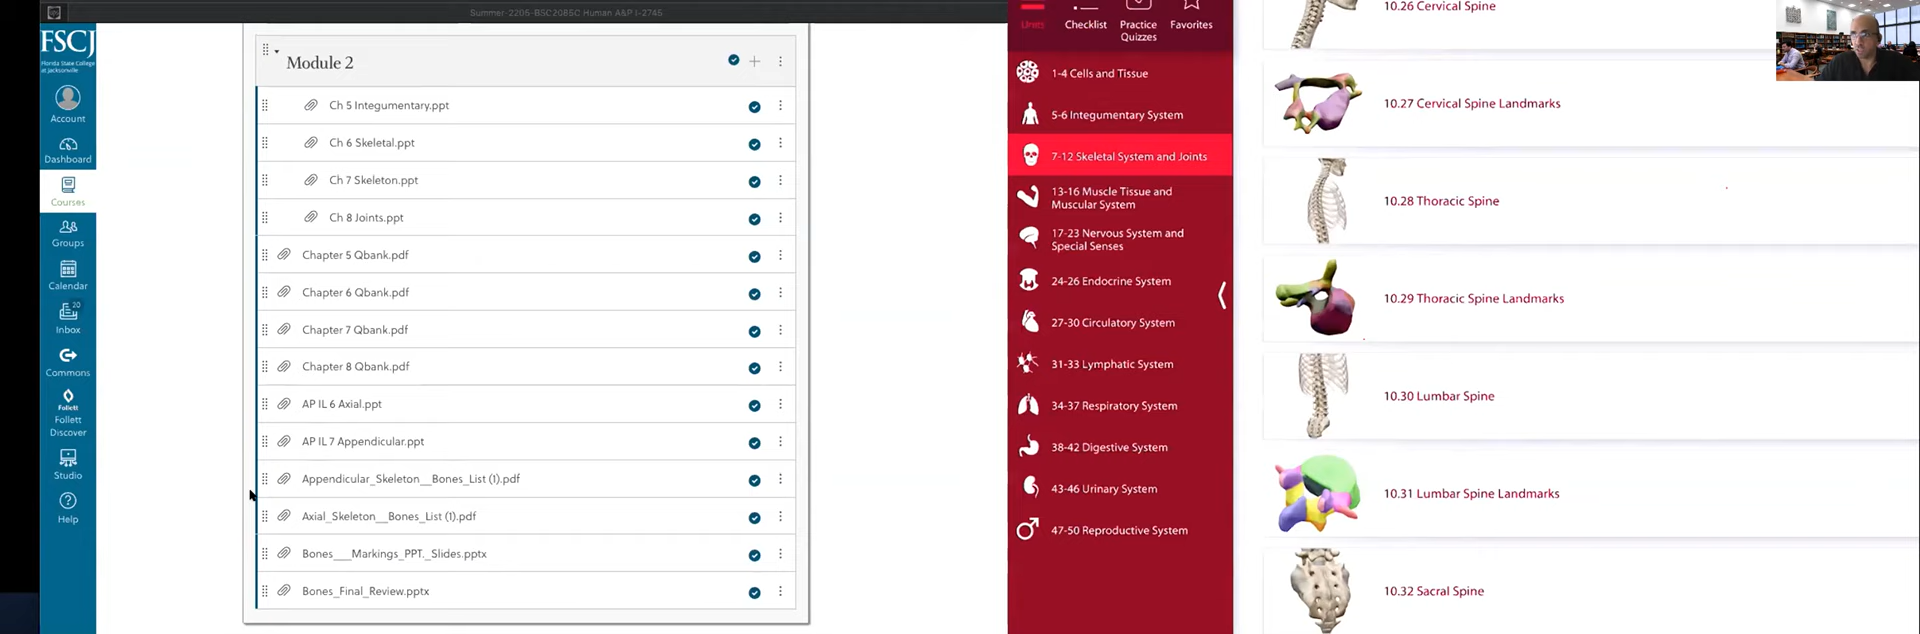 Summer-2205-BSC2085C Human A&P I-2745
FSCJ
Florida State College
at Jacksonville
Account
Dashboard
Courses
Groups
Calendar
20
Inbox
Commons
Follett
Follett
Discover
Studio
Help
Module 2
Ch 5 Integumentary.ppt
Ch 6 Skeletal.ppt
Ch 7 Skeleton.ppt
Ch 8 Joints.ppt
Chapter 5 Qbank.pdf
Chapter 6 Qbank.pdf
Chapter 7 Qbank.pdf
Chapter 8 Qbank.pdf
AP IL 6 Axial.ppt
AP IL 7 Appendicular.ppt
Appendicular_Skeleton__Bones_List (1).pdf
Axial_Skeleton__Bones_List (1).pdf
Bones___Markings_PPT._Slides.pptx
Bones_Final_Review.pptx
Units
Checklist
Practice
Quizzes
Favorites
1-4 Cells and Tissue
5-6 Integumentary System
7-12 Skeletal System and Joints
13-16 Muscle Tissue and
Muscular System
17-23 Nervous System and
Special Senses
24-26 Endocrine System
27-30 Circulatory System
31-33 Lymphatic System
34-37 Respiratory System
38-42 Digestive System
43-46 Urinary System
47-50 Reproductive System
10.26 Cervical Spine
10.27 Cervical Spine Landmarks
10.28 Thoracic Spine
10.29 Thoracic Spine Landmarks
10.30 Lumbar Spine
10.31 Lumbar Spine Landmarks
10.32 Sacral Spine